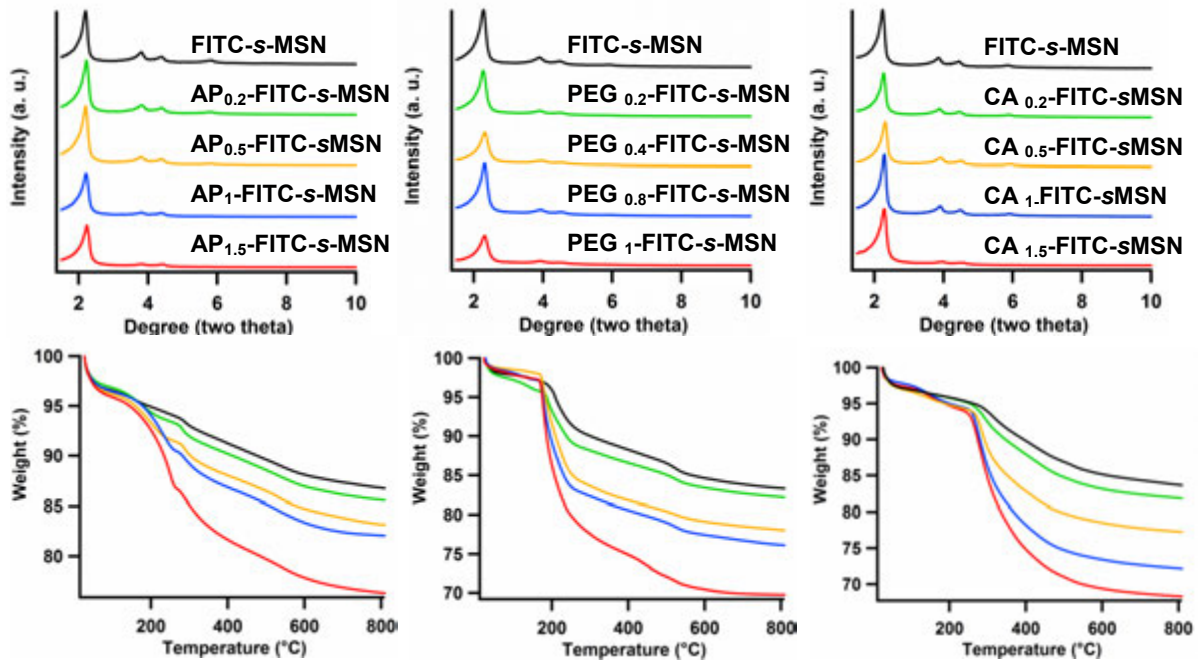 Intensity (a. u.)
FITC-s-MSN
AP0.2-FITC-s-MSN
AP0.5-FITC-sMSN
AP1-FITC-s-MSN
AP1.5-FITC-s-MSN
2 4 6 8 10
Degree (two theta)
Intensity (a. u.)
FITC-s-MSN
PEG 0.2-FITC-s-MSN
PEG 0.4-FITC-s-MSN
PEG 0.8-FITC-s-MSN
PEG 1-FITC-s-MSN
2 4 6 8 10
Degree (two theta)
Intensity (a. u.)
FITC-s-MSN
CA 0.2-FITC-sMSN
CA 0.5-FITC-sMSN
CA 1-FITC-sMSN
CA 1.5-FITC-sMSN
2 4 6 8 10
Degree (two theta)
Weight (%)
100
95
90
85
80
200 400 600 800
Temperature (°C)
Weight (%)
100
95
90
85
80
75
70
200 400 600 800
Temperature (°C)
Weight (%)
100
95
90
85
80
75
70
200 400 600 800
Temperature (°C)